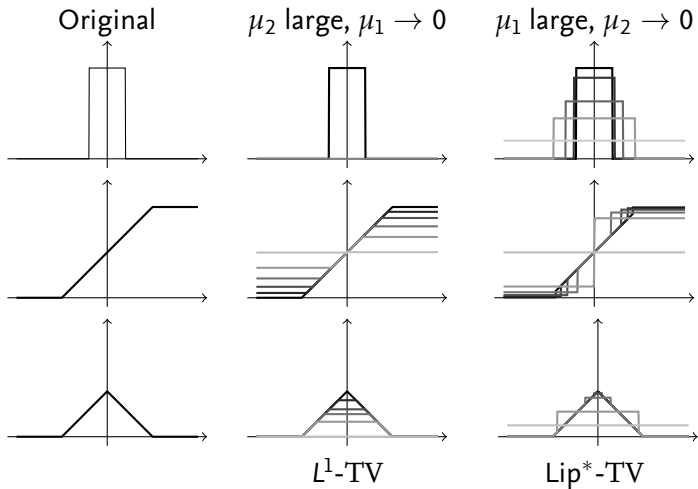 Original
μ₂ large, μ₁ → 0
μ₁ large, μ₂ → 0
L¹-TV
Lip*-TV